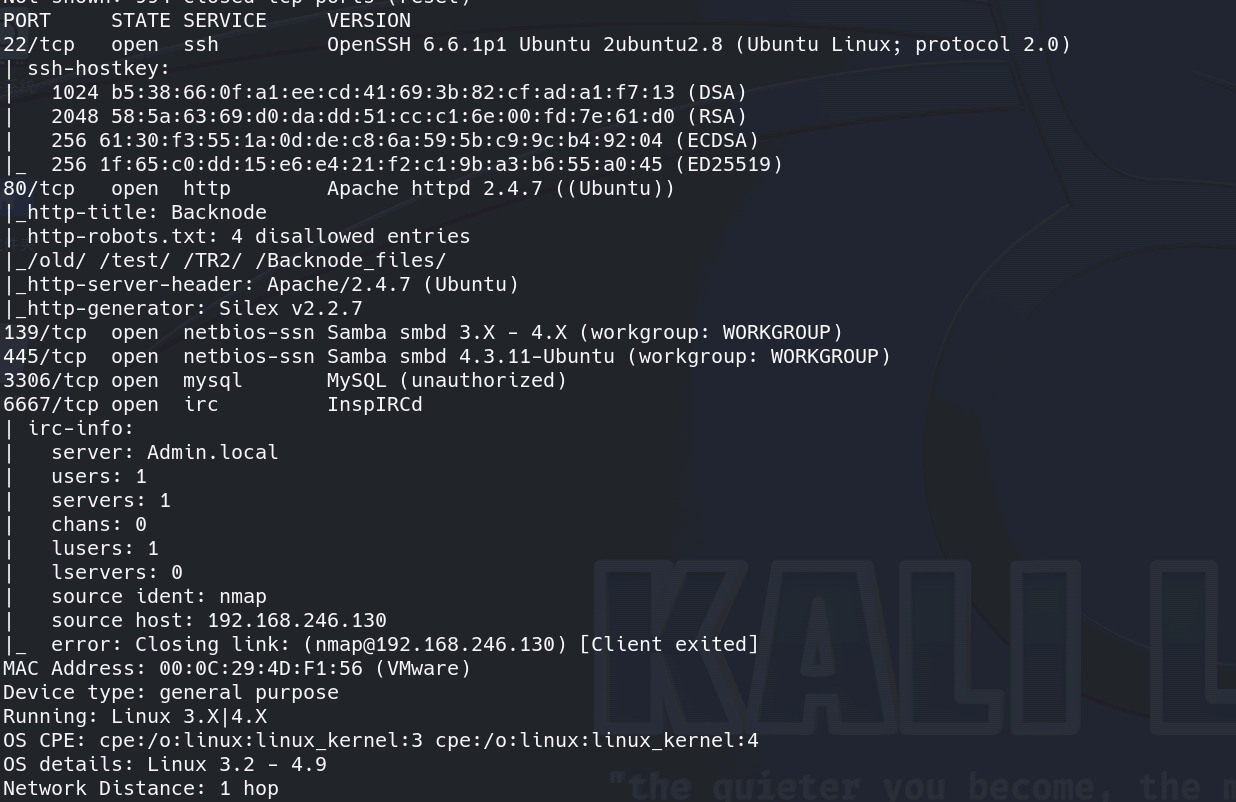 Not shown: 994 closed tcp ports (reset)
PORT     STATE SERVICE     VERSION
22/tcp   open  ssh         OpenSSH 6.6.1p1 Ubuntu 2ubuntu2.8 (Ubuntu Linux; protocol 2.0)
| ssh-hostkey:
|   1024 b5:38:66:0f:a1:ee:cd:41:69:3b:82:cf:ad:a1:f7:13 (DSA)
|   2048 58:5a:63:69:d0:da:dd:51:cc:c1:6e:00:fd:7e:61:d0 (RSA)
|   256 61:30:f3:55:1a:0d:de:c8:6a:59:5b:c9:9c:b4:92:04 (ECDSA)
|_  256 1f:65:c0:dd:15:e6:e4:21:f2:c1:9b:a3:b6:55:a0:45 (ED25519)
80/tcp   open  http        Apache httpd 2.4.7 ((Ubuntu))
|_http-title: Backnode
| http-robots.txt: 4 disallowed entries
|_/old/ /test/ /TR2/ /Backnode_files/
|_http-server-header: Apache/2.4.7 (Ubuntu)
|_http-generator: Silex v2.2.7
139/tcp  open  netbios-ssn Samba smbd 3.X - 4.X (workgroup: WORKGROUP)
445/tcp  open  netbios-ssn Samba smbd 4.3.11-Ubuntu (workgroup: WORKGROUP)
3306/tcp open  mysql       MySQL (unauthorized)
6667/tcp open  irc         InspIRCd
| irc-info:
|   server: Admin.local
|   users: 1
|   servers: 1
|   chans: 0
|   lusers: 1
|   lservers: 0
|   source ident: nmap
|   source host: 192.168.246.130
|_  error: Closing link: (nmap@192.168.246.130) [Client exited]
MAC Address: 00:0C:29:4D:F1:56 (VMware)
Device type: general purpose
Running: Linux 3.X|4.X
OS CPE: cpe:/o:linux:linux_kernel:3 cpe:/o:linux:linux_kernel:4
OS details: Linux 3.2 - 4.9
Network Distance: 1 hop
KALI L
"the quieter you become, the m